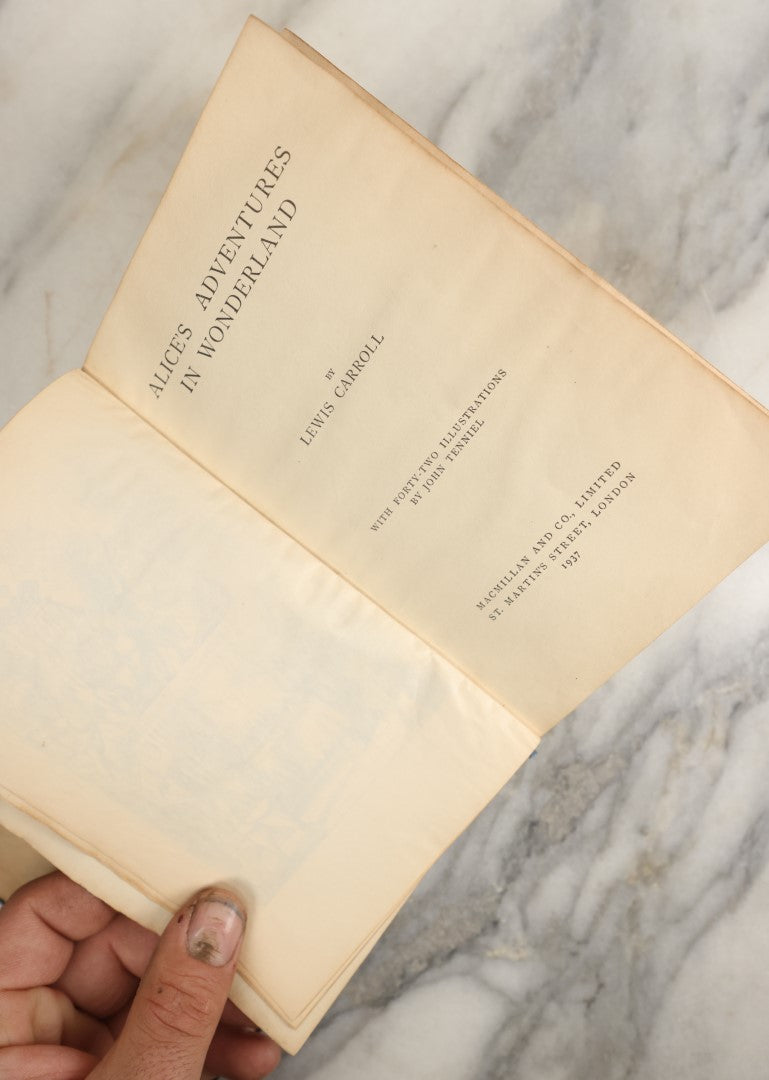 ALICE'S ADVENTURES
IN WONDERLAND
BY
LEWIS CARROLL
WITH FORTY-TWO ILLUSTRATIONS
BY JOHN TENNIEL
MACMILLAN AND CO., LIMITED
ST. MARTIN'S STREET, LONDON
1937